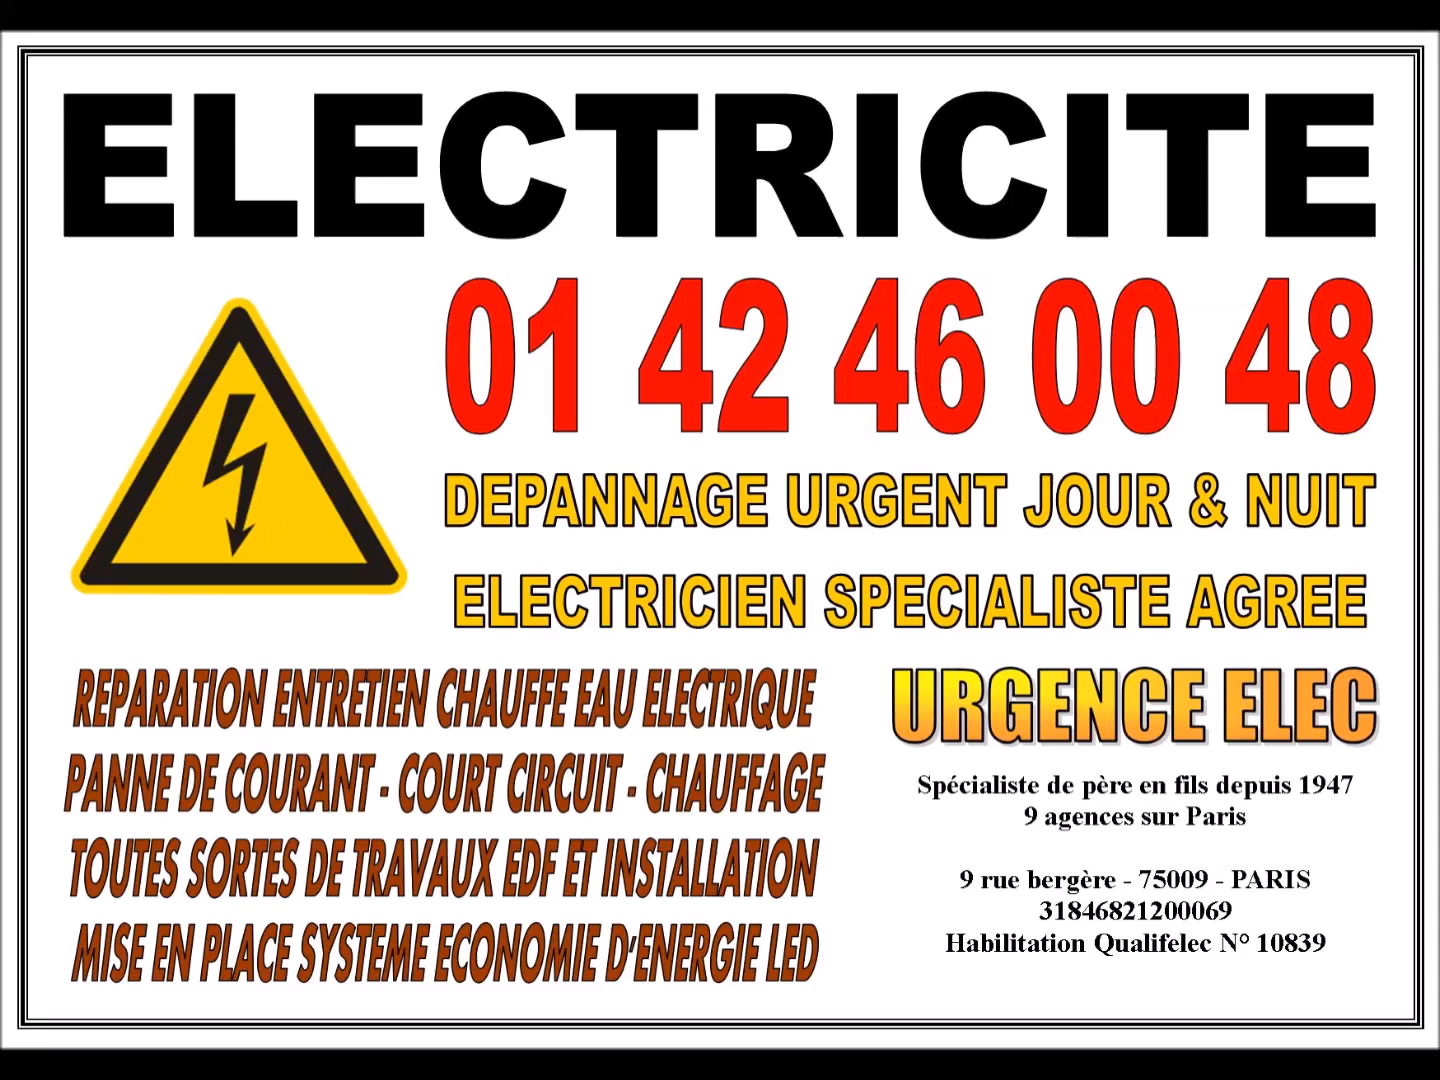 ELECTRICITE
01 42 46 00 48
DEPANNAGE URGENT JOUR & NUIT
ELECTRICIEN SPECIALISTE AGREE
REPARATION ENTRETIEN CHAUFFE EAU ELECTRIQUE
PANNE DE COURANT - COURT CIRCUIT - CHAUFFAGE
TOUTES SORTES DE TRAVAUX EDF ET INSTALLATION
MISE EN PLACE SYSTEME ECONOMIE D'ENERGIE LED
URGENCE ELEC
Spécialiste de père en fils depuis 1947
9 agences sur Paris
9 rue bergère - 75009 - PARIS
31846821200069
Habilitation Qualifelec N° 10839